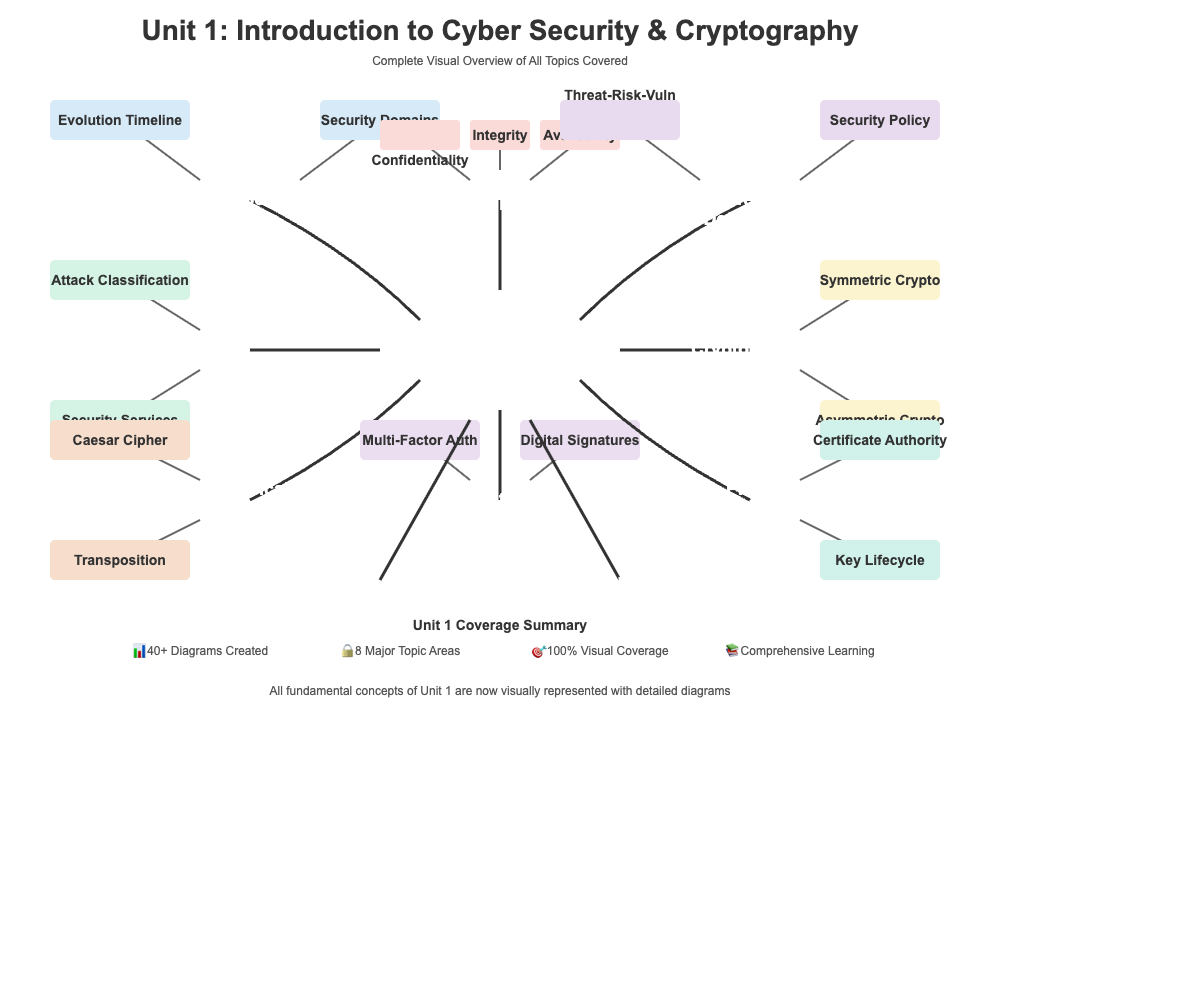 Unit 1: Introduction to Cyber Security & Cryptography
Complete Visual Overview of All Topics Covered
Threat-Risk-Vuln
Evolution Timeline
Security Domains
Security Policy
Integrity
Confidentiality
Attack Classification
Symmetric Crypto
Security Services
Asymmetric Crypto
Caesar Cipher
Multi-Factor Auth
Digital Signatures
Certificate Authority
Transposition
Key Lifecycle
Unit 1 Coverage Summary
📊40+ Diagrams Created
🔒8 Major Topic Areas
🎯100% Visual Coverage
📚Comprehensive Learning
All fundamental concepts of Unit 1 are now visually represented with detailed diagrams